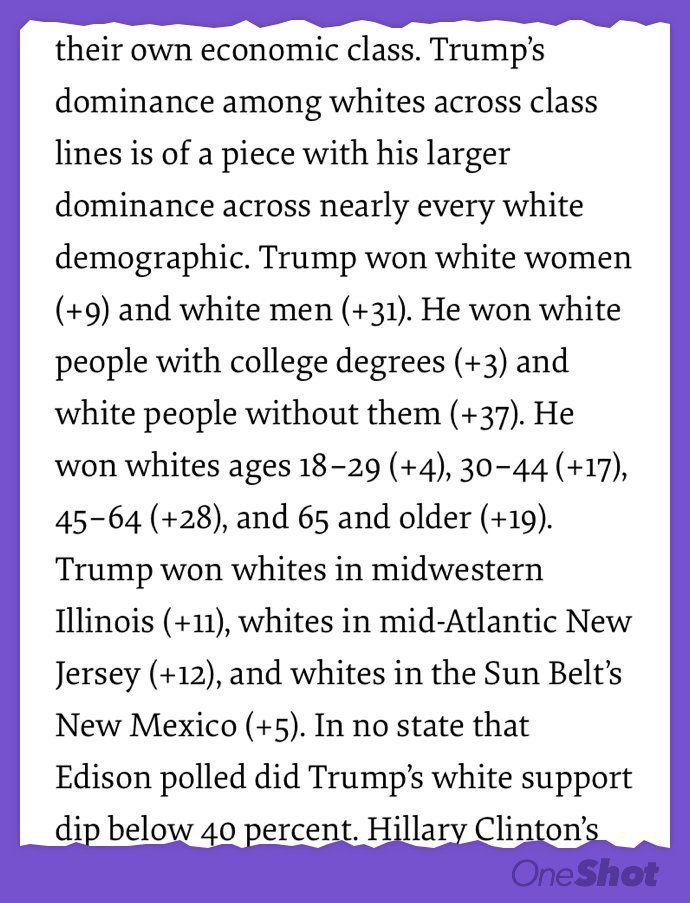 their own economic class. Trump’s
dominance among whites across class
lines is of a piece with his larger
dominance across nearly every white
demographic. Trump won white women
(+9) and white men (+31). He won white
people with college degrees (+3) and
white people without them (+37). He
won whites ages 18–29 (+4), 30–44 (+17),
45–64 (+28), and 65 and older (+19).
Trump won whites in midwestern
Illinois (+11), whites in mid-Atlantic New
Jersey (+12), and whites in the Sun Belt’s
New Mexico (+5). In no state that
Edison polled did Trump’s white support
dip below 40 percent. Hillary Clinton’s
OneShot